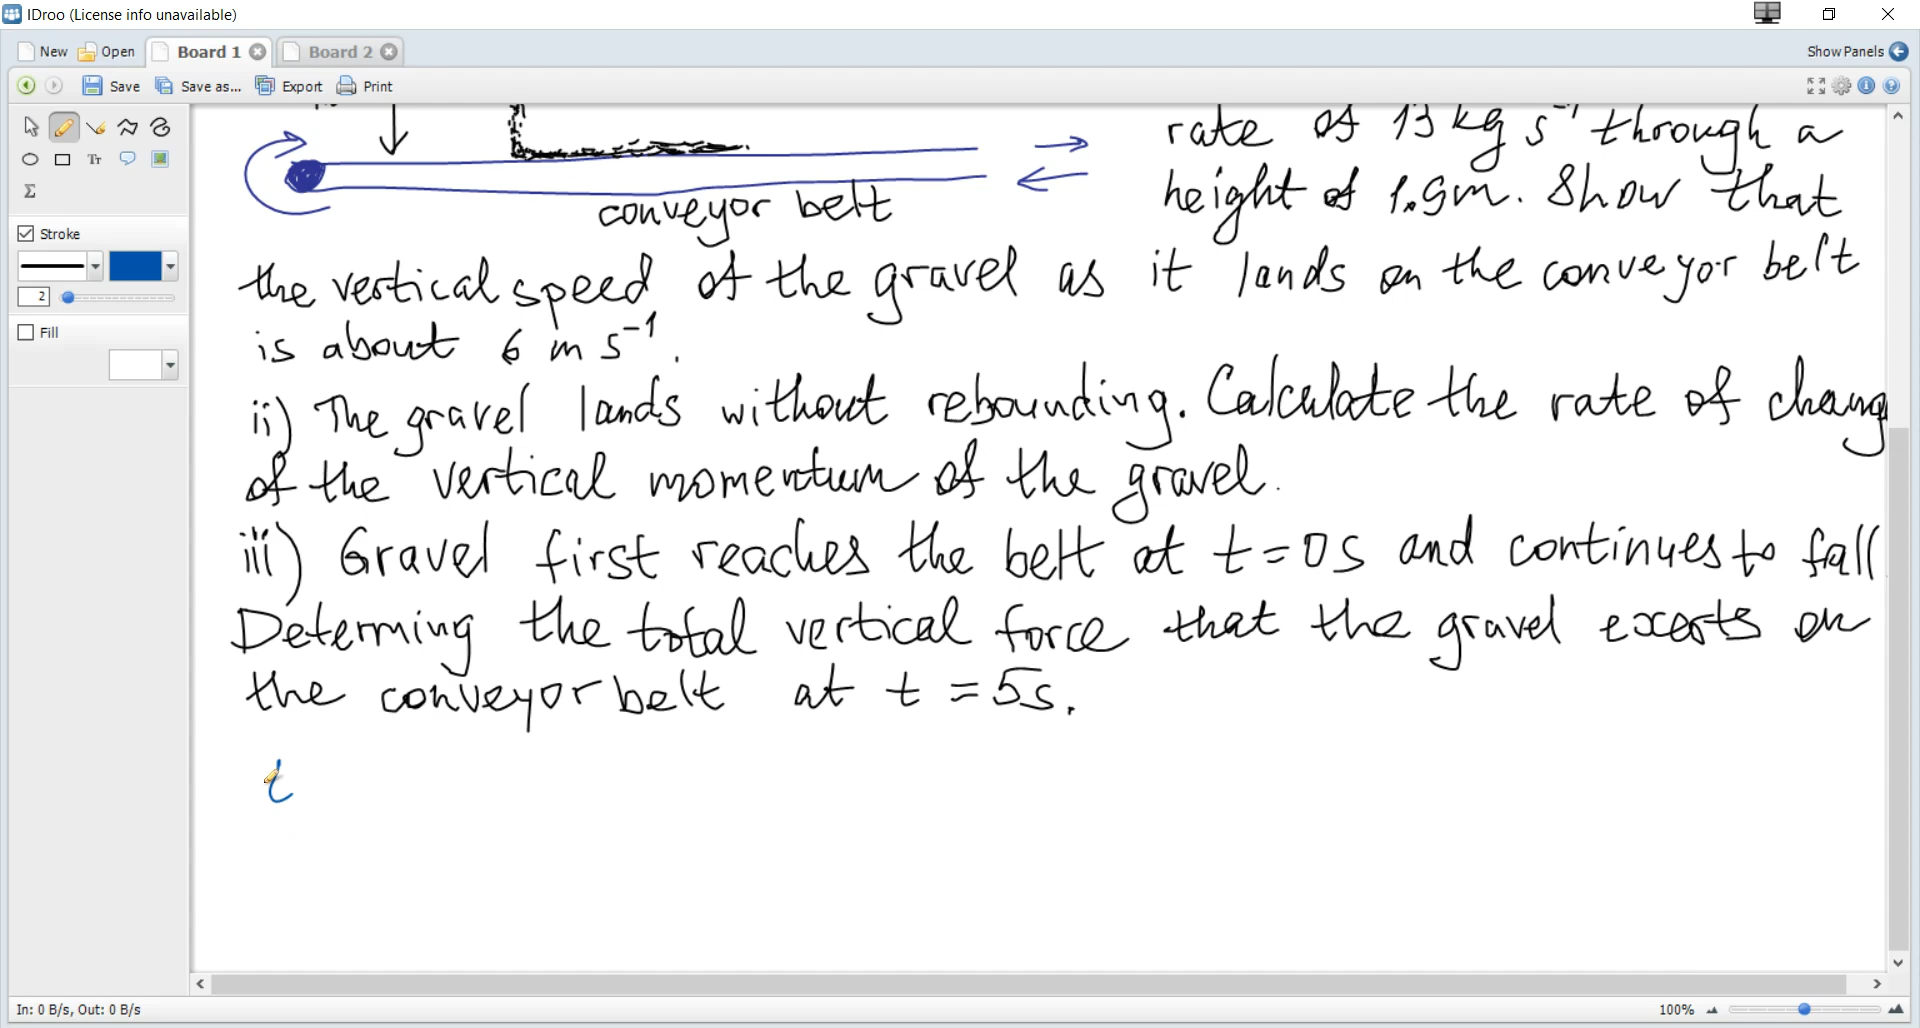 IDroo (License info unavailable)
New Open Board 1 Board 2 Show Panels
Save Save as... Export Print
Tr
Σ
Stroke
2
Fill
rate of 13 kg s⁻¹ through a
conveyor belt
height of 1.9m. Show that
the vertical speed of the gravel as it lands on the conveyor belt
is about 6 m s⁻¹.
ii) The gravel lands without rebounding. Calculate the rate of chang
of the vertical momentum of the gravel.
iii) Gravel first reaches the belt at t=0s and continues to fall
Determing the total vertical force that the gravel exerts on
the conveyor belt at t = 5s.
In: 0 B/s, Out: 0 B/s 100%